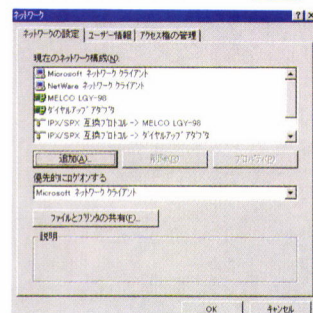 ネットワーク
ネットワークの設定 ユーザー情報 アクセス権の管理
現在のネットワーク構成(N):
Microsoft ネットワーク クライアント
NetWare ネットワーク クライアント
MELCO LGY-98
ダイヤルアップ アダプタ
IPX/SPX 互換プロトコル -> MELCO LGY-98
IPX/SPX 互換プロトコル -> ダイヤルアップ アダプタ
追加(A)...
削除(E)
プロパティ(R)
優先的にログオンする
Microsoft ネットワーク クライアント
ファイルとプリンタの共有(F)...
説明
OK キャンセル